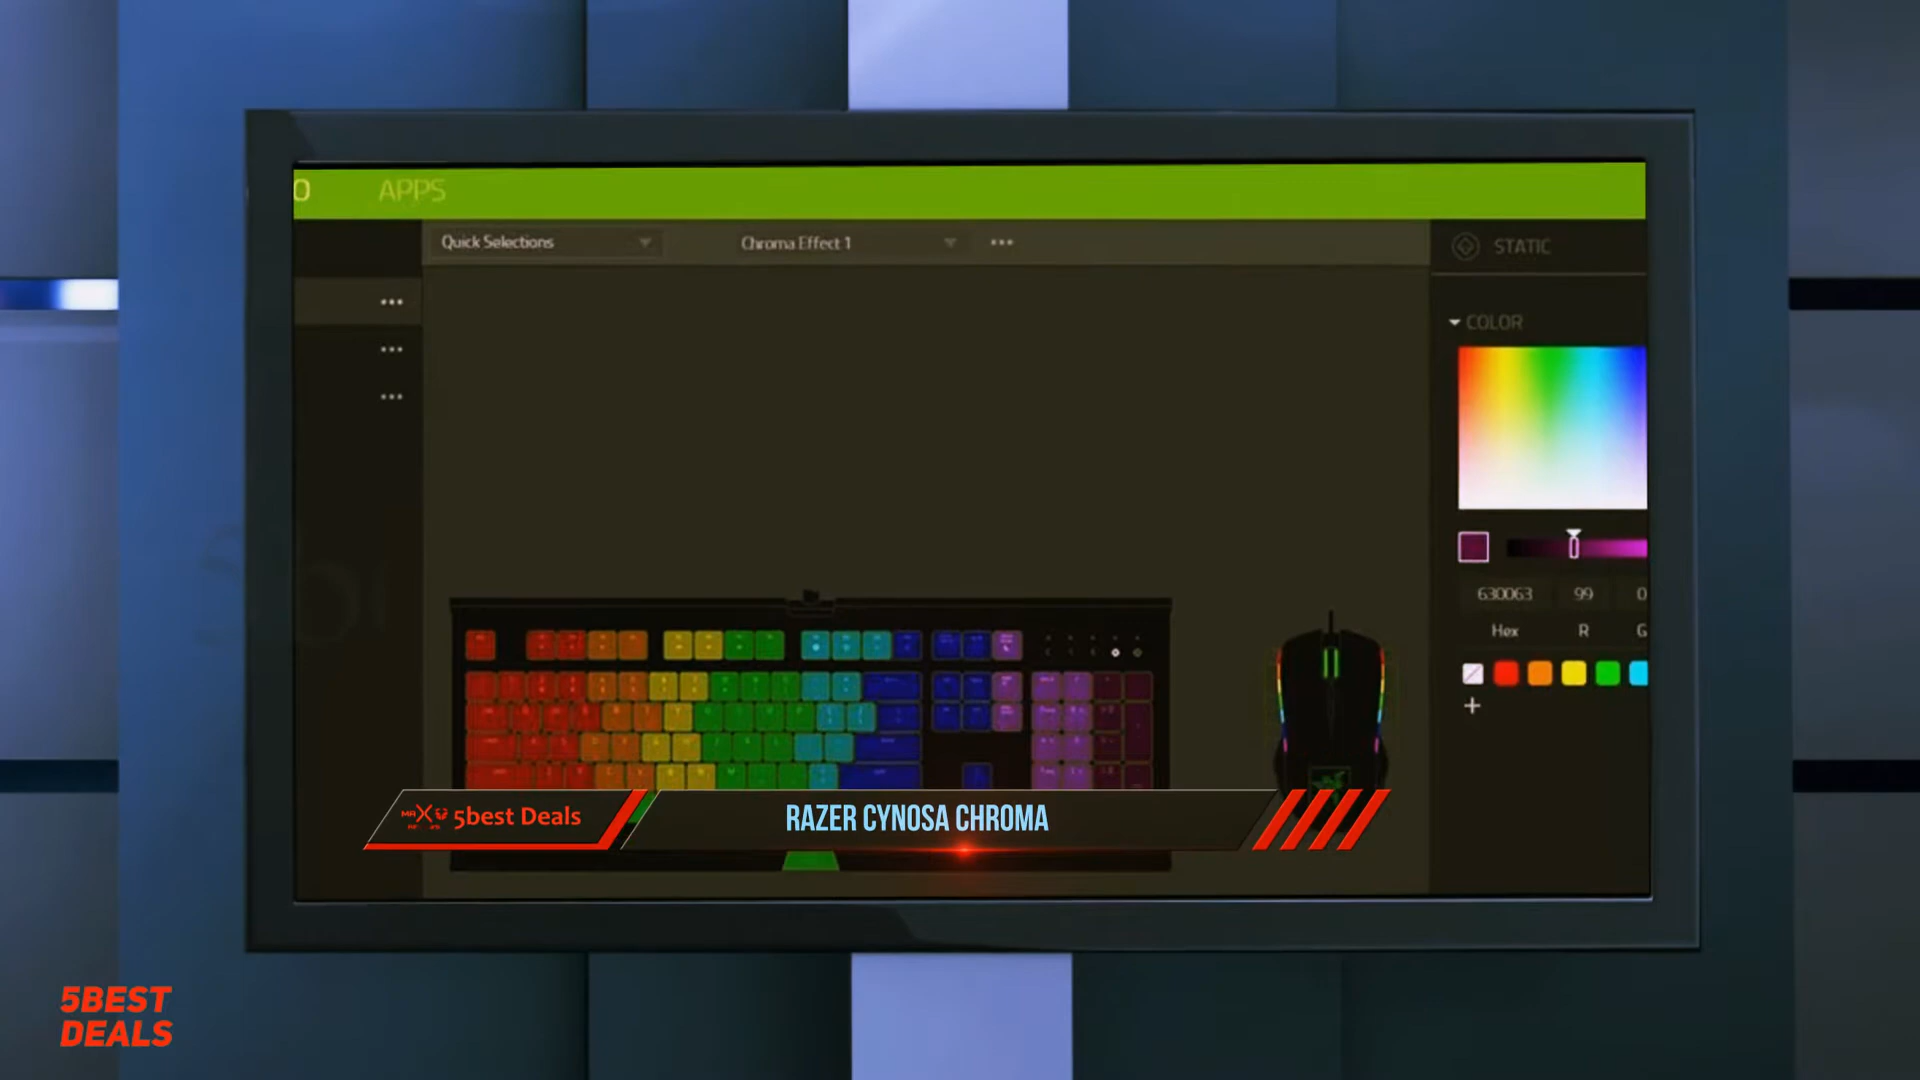 O APPS
Quick Selections
Chroma Effect 1
STATIC
COLOR
630063 99 0
Hex R G
5best Deals
RAZER CYNOSA CHROMA
5BEST
DEALS